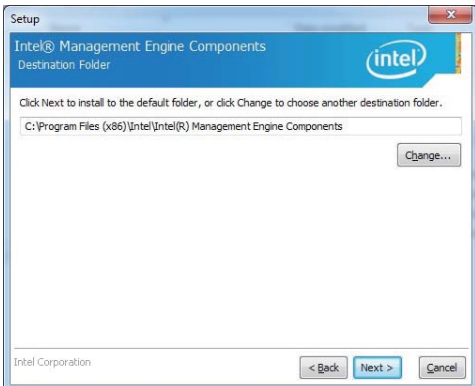 Setup
Intel® Management Engine Components
Destination Folder
intel
Click Next to install to the default folder, or click Change to choose another destination folder.
C:\Program Files (x86)\Intel\Intel(R) Management Engine Components
Change...
Intel Corporation
< Back
Next >
Cancel